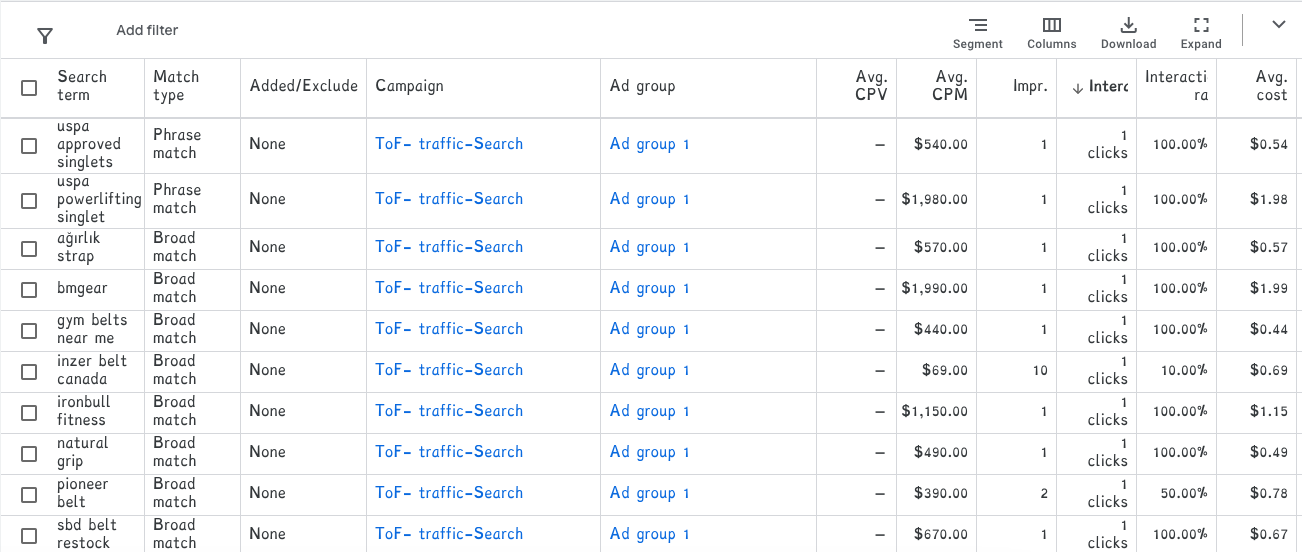 Add filter
Segment
Columns
Download
Expand
Search term
Match type
Added/Exclude
Campaign
Ad group
Avg. CPV
Avg. CPM
Impr.
↓ Interc
Interacti ra
Avg. cost
uspa approved singlets Phrase match None ToF- traffic-Search Ad group 1 – $540.00 1 1 clicks 100.00% $0.54
uspa powerlifting singlet Phrase match None ToF- traffic-Search Ad group 1 – $1,980.00 1 1 clicks 100.00% $1.98
ağırlık strap Broad match None ToF- traffic-Search Ad group 1 – $570.00 1 1 clicks 100.00% $0.57
bmgear Broad match None ToF- traffic-Search Ad group 1 – $1,990.00 1 1 clicks 100.00% $1.99
gym belts near me Broad match None ToF- traffic-Search Ad group 1 – $440.00 1 1 clicks 100.00% $0.44
inzer belt canada Broad match None ToF- traffic-Search Ad group 1 – $69.00 10 1 clicks 10.00% $0.69
ironbull fitness Broad match None ToF- traffic-Search Ad group 1 – $1,150.00 1 1 clicks 100.00% $1.15
natural grip Broad match None ToF- traffic-Search Ad group 1 – $490.00 1 1 clicks 100.00% $0.49
pioneer belt Broad match None ToF- traffic-Search Ad group 1 – $390.00 2 1 clicks 50.00% $0.78
sbd belt restock Broad match None ToF- traffic-Search Ad group 1 – $670.00 1 1 clicks 100.00% $0.67